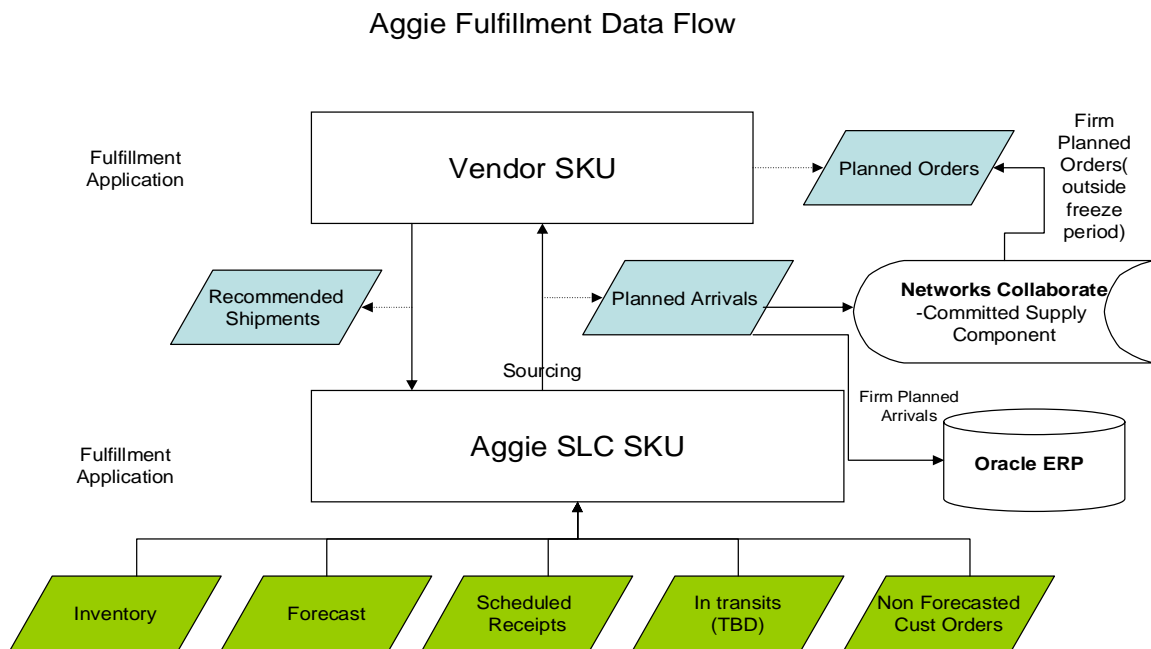 Aggie Fulfillment Data Flow
Fulfillment
Application
Vendor SKU
Planned Orders
Firm
Planned
Orders(
outside
freeze
period)
Recommended
Shipments
Planned Arrivals
Networks Collaborate
-Committed Supply
Component
Sourcing
Firm Planned
Arrivals
Fulfillment
Application
Aggie SLC SKU
Oracle ERP
Inventory
Forecast
Scheduled
Receipts
In transits
(TBD)
Non Forecasted
Cust Orders